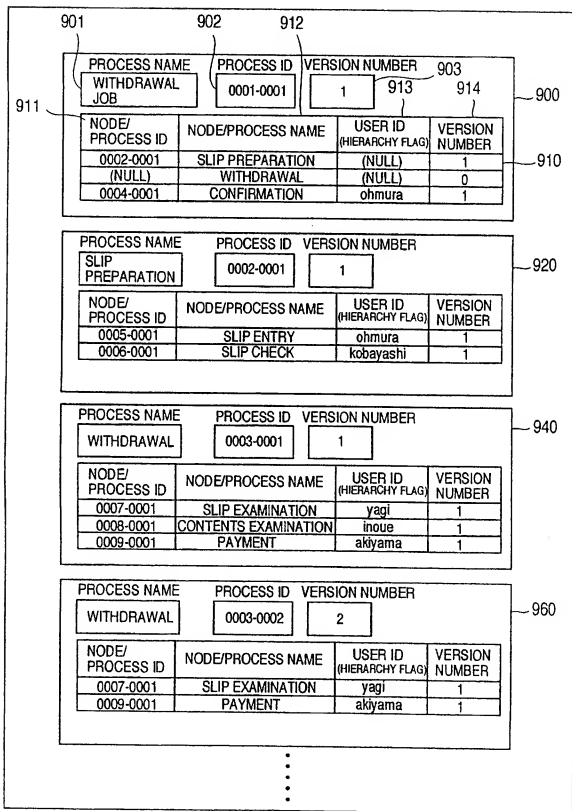 901 902 912
PROCESS NAME PROCESS ID VERSION NUMBER
WITHDRAWAL JOB 0001-0001 1 903
911 913 914 900
NODE/PROCESS ID NODE/PROCESS NAME USER ID (HIERARCHY FLAG) VERSION NUMBER
0002-0001 SLIP PREPARATION (NULL) 1 910
(NULL) WITHDRAWAL (NULL) 0
0004-0001 CONFIRMATION ohmura 1
PROCESS NAME PROCESS ID VERSION NUMBER
SLIP PREPARATION 0002-0001 1 920
NODE/PROCESS ID NODE/PROCESS NAME USER ID (HIERARCHY FLAG) VERSION NUMBER
0005-0001 SLIP ENTRY ohmura 1
0006-0001 SLIP CHECK kobayashi 1
PROCESS NAME PROCESS ID VERSION NUMBER
WITHDRAWAL 0003-0001 1 940
NODE/PROCESS ID NODE/PROCESS NAME USER ID (HIERARCHY FLAG) VERSION NUMBER
0007-0001 SLIP EXAMINATION yagi 1
0008-0001 CONTENTS EXAMINATION inoue 1
0009-0001 PAYMENT akiyama 1
PROCESS NAME PROCESS ID VERSION NUMBER
WITHDRAWAL 0003-0002 2 960
NODE/PROCESS ID NODE/PROCESS NAME USER ID (HIERARCHY FLAG) VERSION NUMBER
0007-0001 SLIP EXAMINATION yagi 1
0009-0001 PAYMENT akiyama 1